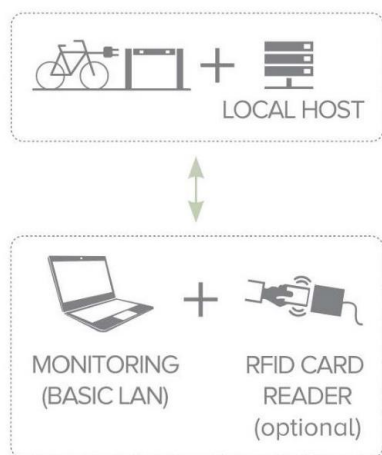 LOCAL HOST
MONITORING
(BASIC LAN)
RFID CARD
READER
(optional)